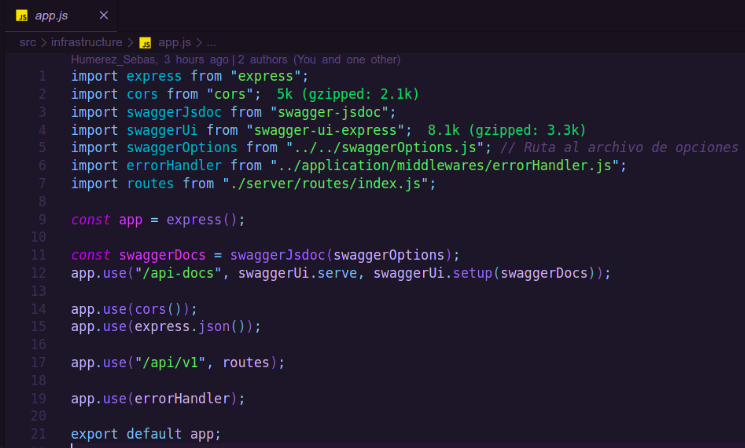 JS app.js ×
src > infrastructure > JS app.js > ...
Humerez_Sebas, 3 hours ago | 2 authors (You and one other)
1 import express from "express";
2 import cors from "cors"; 5k (gzipped: 2.1k)
3 import swaggerJsdoc from "swagger-jsdoc";
4 import swaggerUi from "swagger-ui-express"; 8.1k (gzipped: 3.3k)
5 import swaggerOptions from "../../swaggerOptions.js"; // Ruta al archivo de opciones
6 import errorHandler from "../application/middlewares/errorHandler.js";
7 import routes from "./server/routes/index.js";
8
9 const app = express();
10
11 const swaggerDocs = swaggerJsdoc(swaggerOptions);
12 app.use("/api-docs", swaggerUi.serve, swaggerUi.setup(swaggerDocs));
13
14 app.use(cors());
15 app.use(express.json());
16
17 app.use("/api/v1", routes);
18
19 app.use(errorHandler);
20
21 export default app;